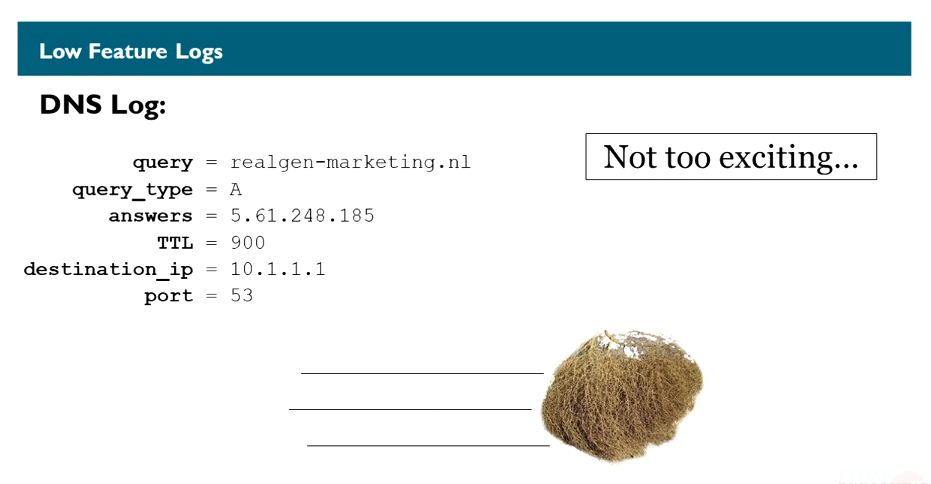 Low Feature Logs
DNS Log:
query = realgen-marketing.nl
Not too exciting...
query_type = A
answers = 5.61.248.185
TTL = 900
destination_ip = 10.1.1.1
port = 53